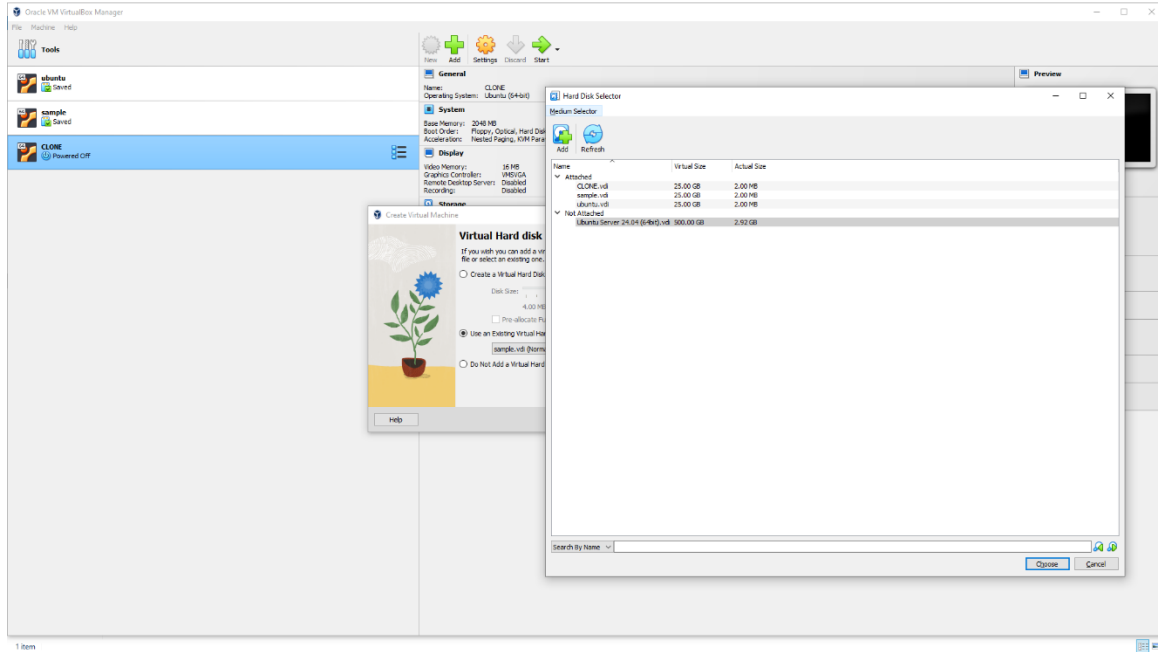 Oracle VM VirtualBox Manager
File Machine Help
Tools
New Add Settings Discard Start
ubuntu
Saved
sample
Saved
CLONE
Powered Off
General
Name: CLONE
Operating System: Ubuntu (64-bit)
System
Base Memory: 2048 MB
Boot Order: Floppy, Optical, Hard Disk
Acceleration: Nested Paging, KVM Para
Display
Video Memory: 16 MB
Graphics Controller: VMSVGA
Remote Desktop Server: Disabled
Recording: Disabled
Storage
Preview
Create Virtual Machine
Virtual Hard disk
If you wish you can add a
file or select an existing one.
Create a Virtual Hard Disk
Disk Size:
4.00 MB
Pre-allocate
Use an Existing Virtual
sample.vdi
Do Not Add a Virtual Hard
Help
Hard Disk Selector
Medium Selector
Add Refresh
Name Virtual Size Actual Size
Attached
CLONE.vdi 25.00 GB 2.00 MB
sample.vdi 25.00 GB 2.00 MB
ubuntu.vdi 25.00 GB 2.00 MB
Not Attached
Ubuntu Server 24.04 (64bit).vdi 500.00 GB 2.92 GB
Search By Name
Choose Cancel
1 item